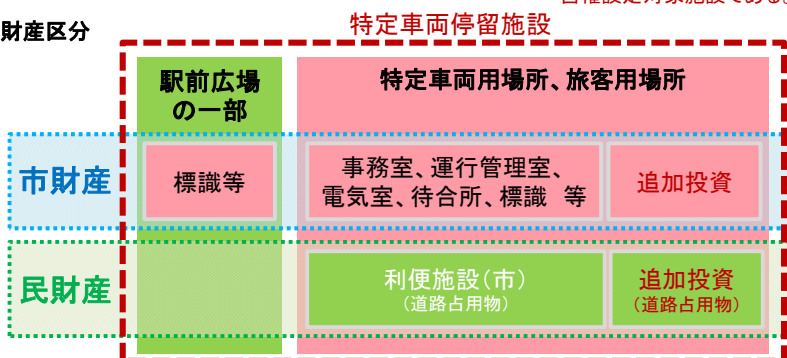 財産区分
特定車両停留施設
駅前広場
の一部
特定車両用場所、旅客用場所
市財産
標識等
事務室、運行管理室、
電気室、待合所、標識 等
追加投資
民財産
利便施設（市）
（道路占用物）
追加投資
（道路占用物）